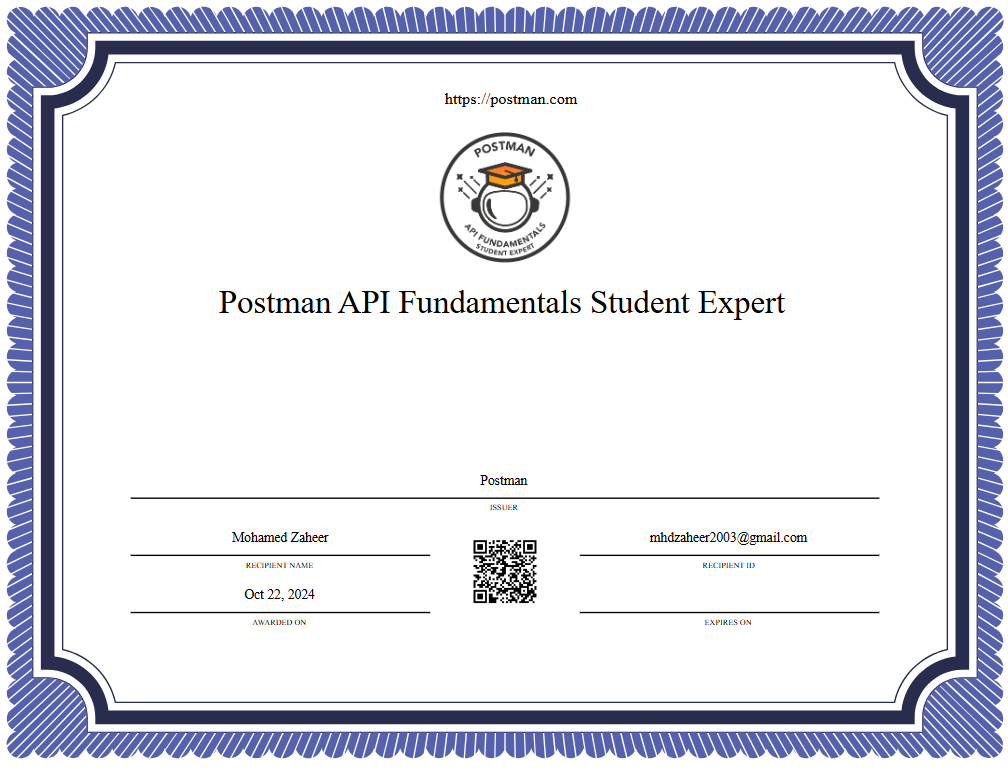 https://postman.com
POSTMAN
API FUNDAMENTALS
STUDENT EXPERT
Postman API Fundamentals Student Expert
Postman
ISSUER
Mohamed Zaheer
RECIPIENT NAME
mhdzaheer2003@gmail.com
RECIPIENT ID
Oct 22, 2024
AWARDED ON
EXPIRES ON